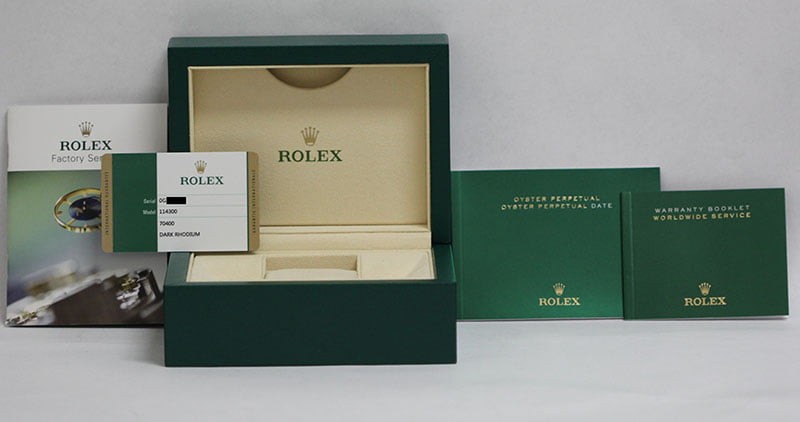 ROLEX
Factory
ROLEX
Serial
Model 114300
70400
DARK RHODIUM
ROLEX
OYSTER PERPETUAL
OYSTER PERPETUAL DATE
ROLEX
WARRANTY BOOKLET
WORLDWIDE SERVICE
ROLEX